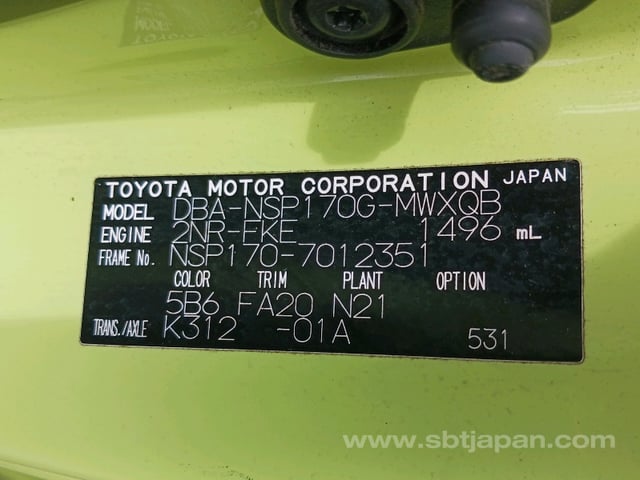 TOYOTA MOTOR CORPORATION JAPAN
MODEL DBA-NSP170G-MWXQB
ENGINE 2NR-FKE 1496 mL
FRAME No. NSP170-7012351
COLOR TRIM PLANT OPTION
5B6 FA20 N21
TRANS./AXLE K312 -01A 531
www.sbtjapan.com